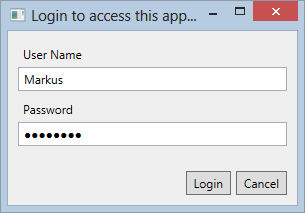 Login to access this app...
User Name
Markus
Password
●●●●●●●●
Login Cancel